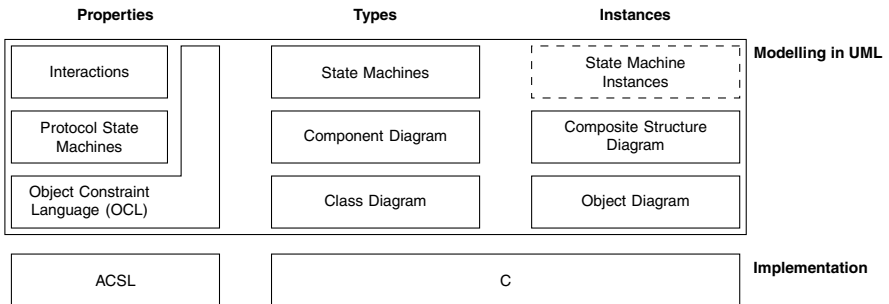 Properties
Types
Instances
Interactions
State Machines
State Machine
Instances
Modelling in UML
Protocol State
Machines
Component Diagram
Composite Structure
Diagram
Object Constraint
Language (OCL)
Class Diagram
Object Diagram
ACSL
C
Implementation